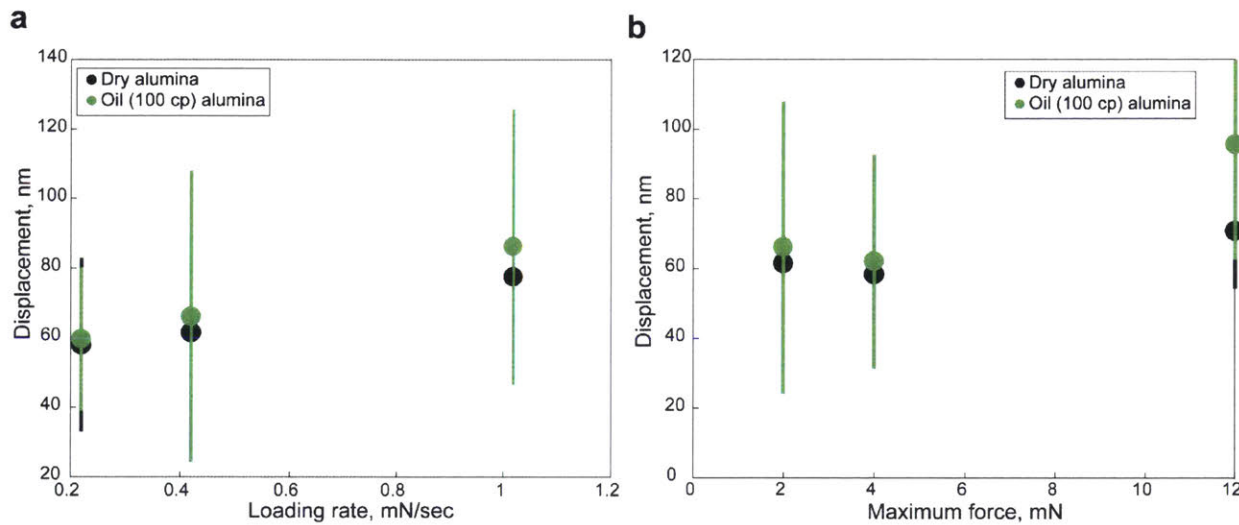 a
140
120
100
80
60
40
20
Displacement, nm
Dry alumina
Oil (100 cp) alumina
0.2
0.4
0.6
0.8
1
1.2
Loading rate, mN/sec
b
120
100
80
60
40
20
0
Displacement, nm
Dry alumina
Oil (100 cp) alumina
0
2
4
6
8
10
12
Maximum force, mN